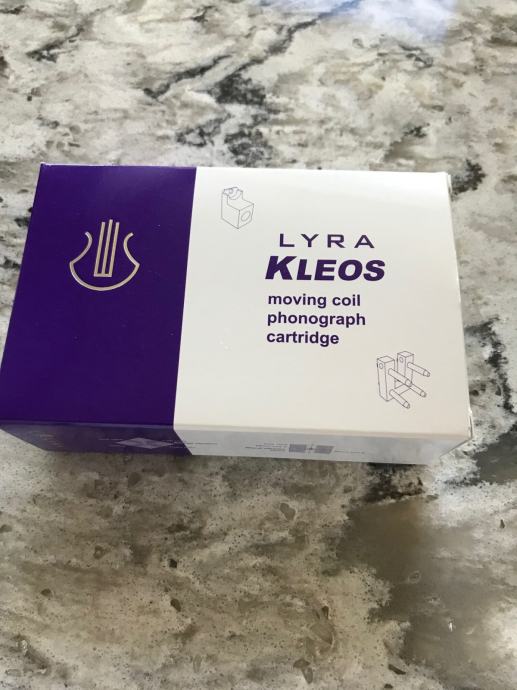 LYRA
KLEOS
moving coil
phonograph
cartridge